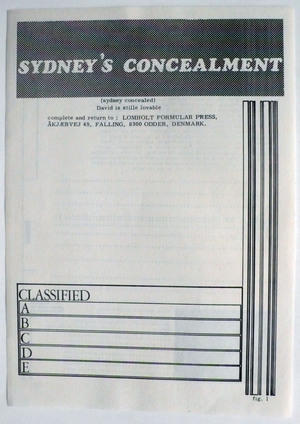 SYDNEY'S CONCEALMENT
(sydney concealed)
David is stille lovable
complete and return to ; LOMHOLT FORMULAR PRESS,
ÅKJÆRVEJ 49, FALLING, 8300 ODDER, DENMARK.
CLASSIFIED
A
B
C
D
E
fig. 1